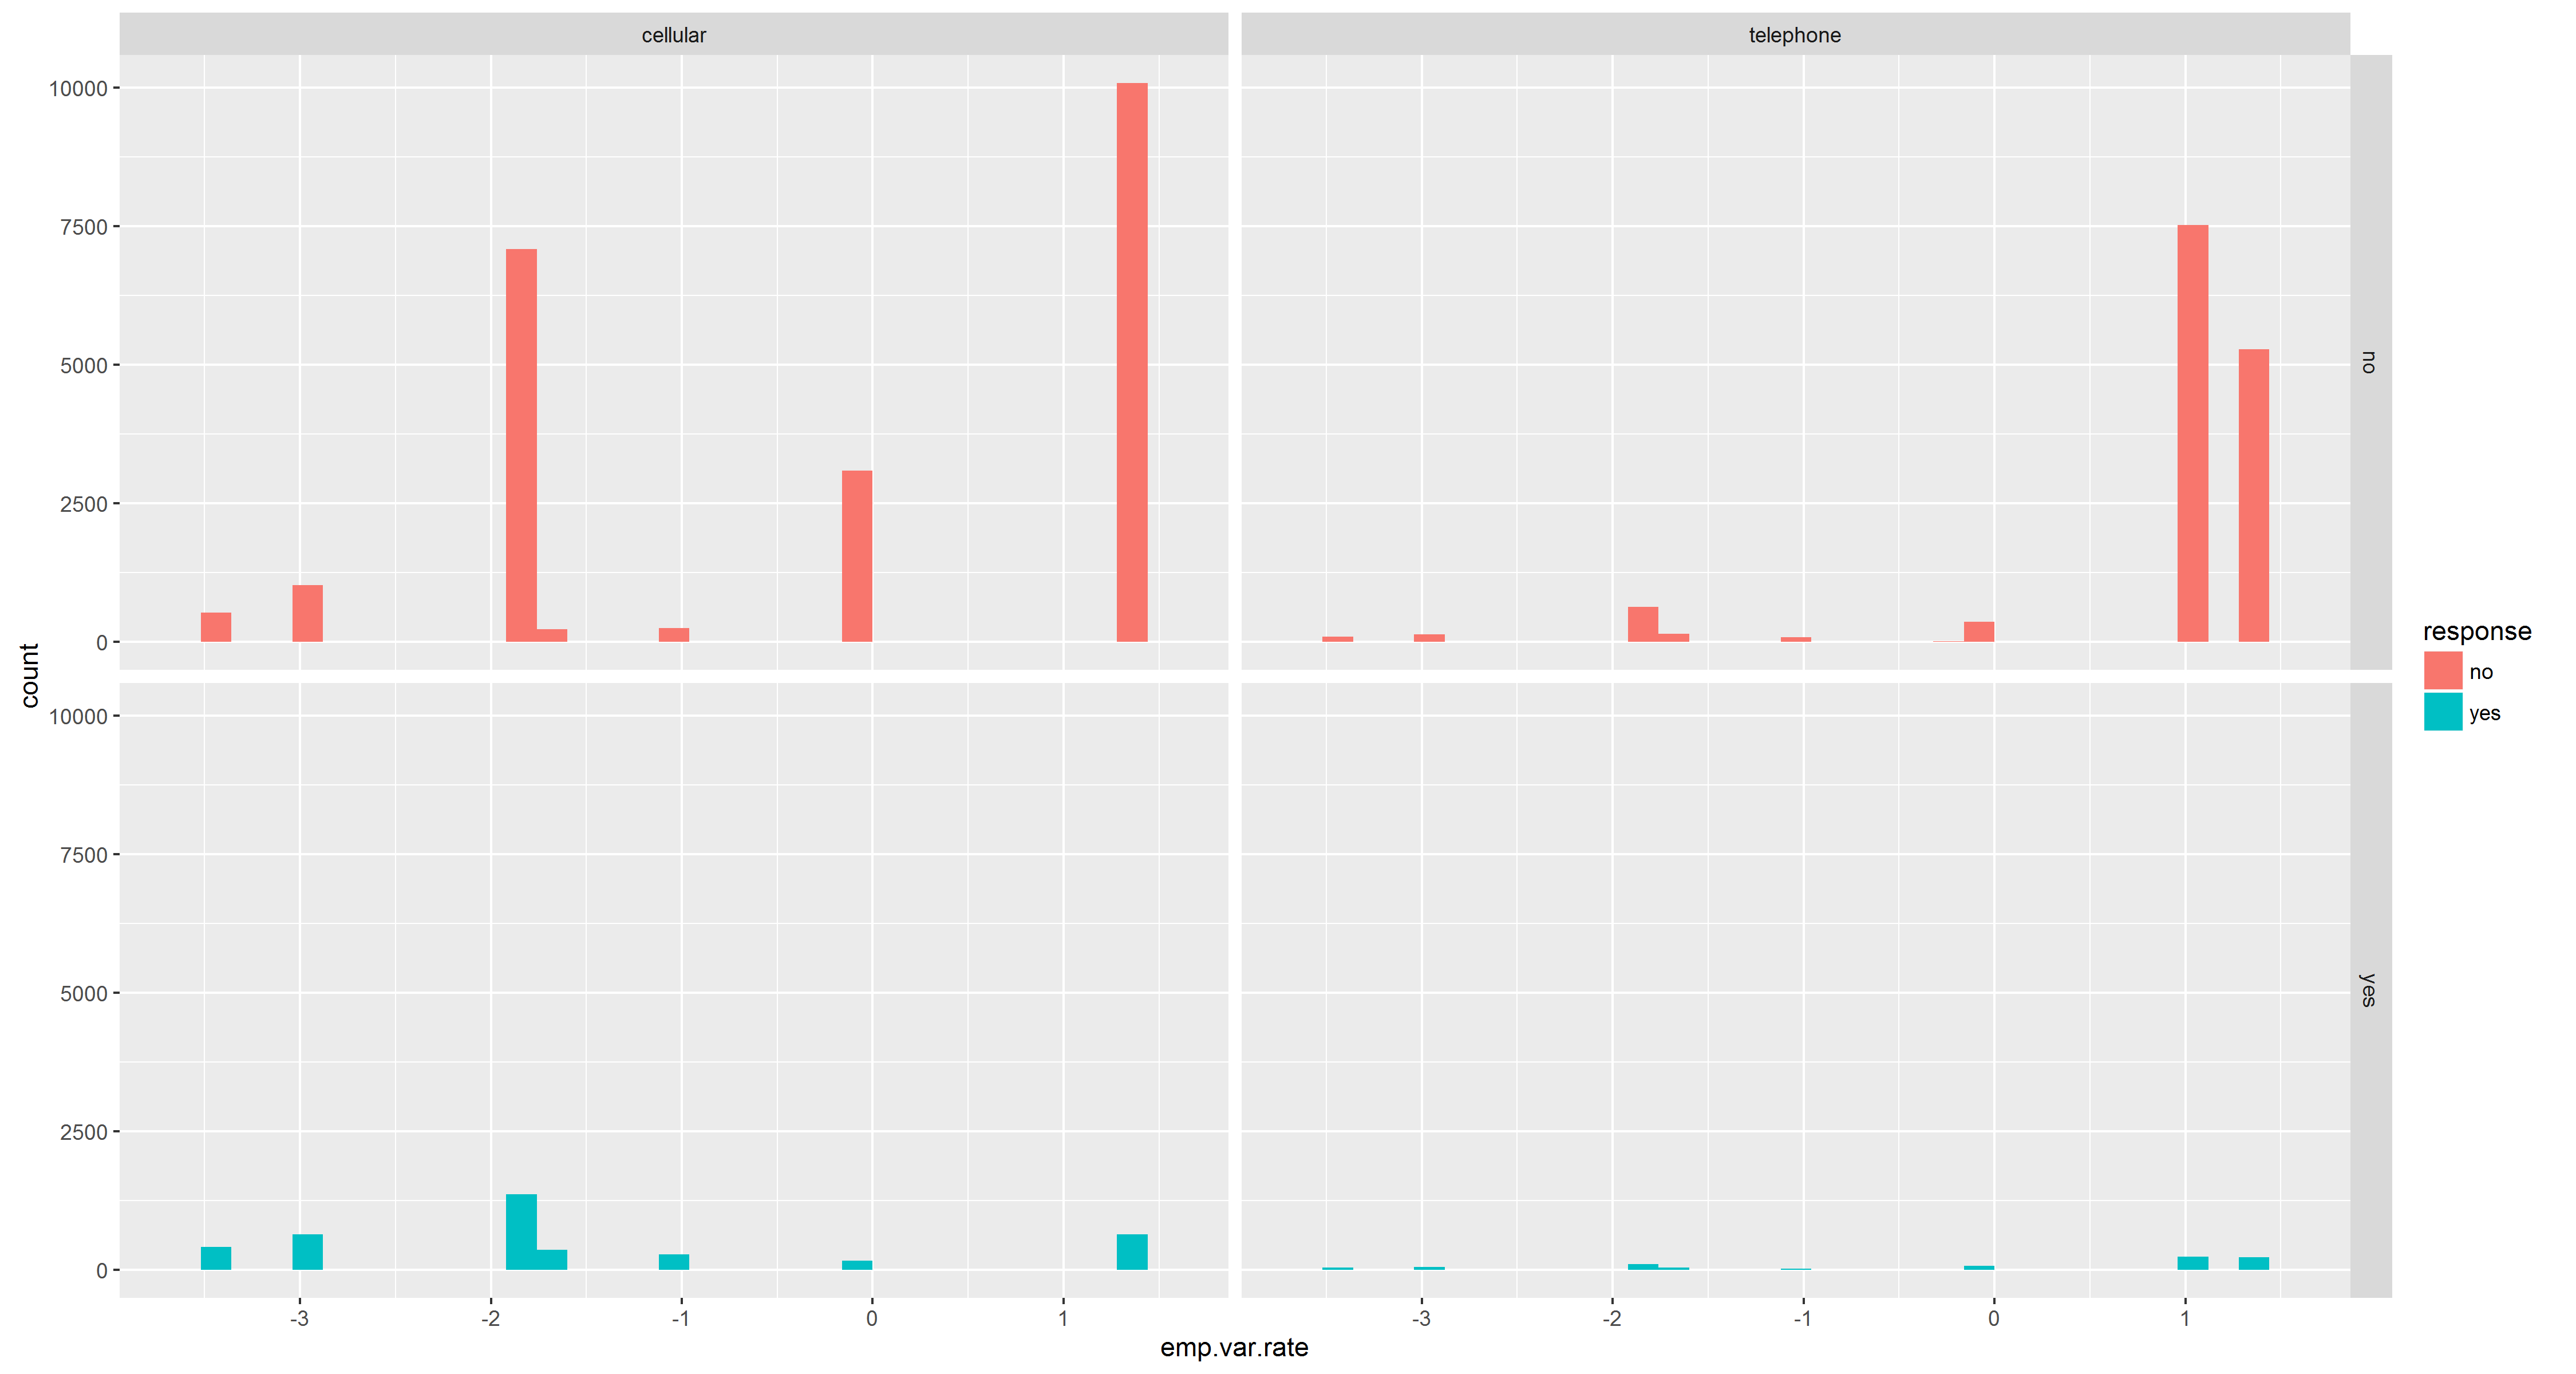 cellular
telephone
10000
7500
5000
2500
0
no
10000
7500
5000
2500
0
yes
count
-3
-2
-1
0
1
-3
-2
-1
0
1
emp.var.rate
response
no
yes